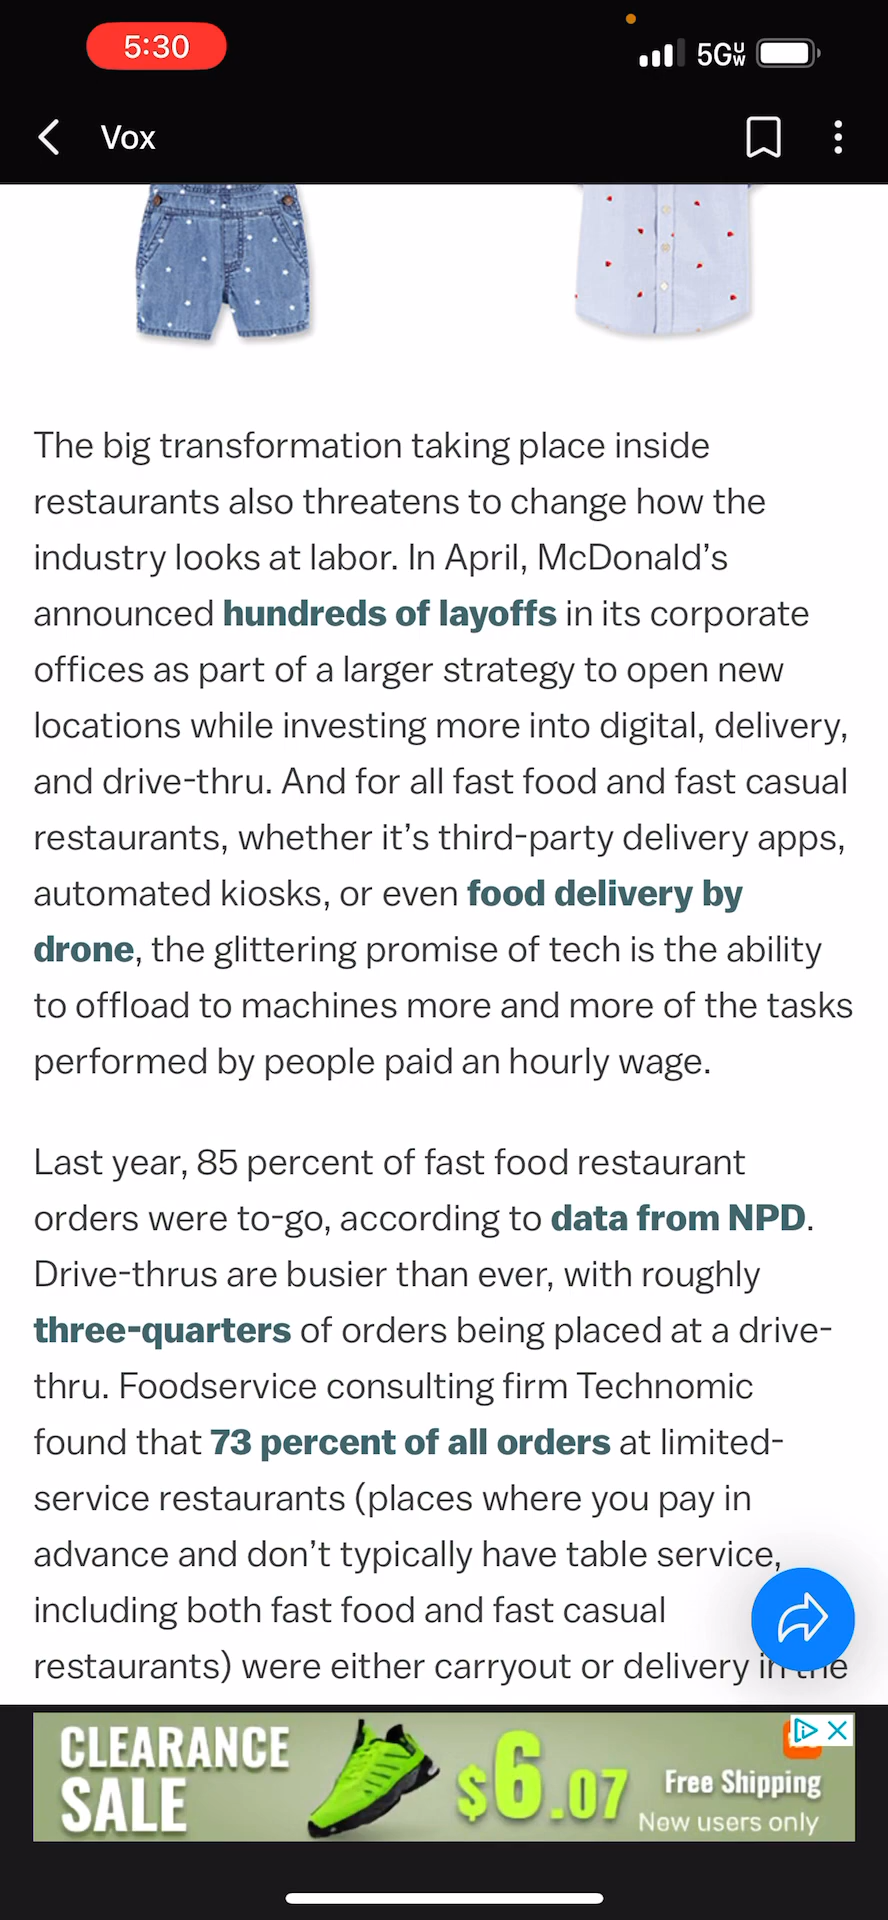 5:30
5G UW
Vox
The big transformation taking place inside
restaurants also threatens to change how the
industry looks at labor. In April, McDonald’s
announced hundreds of layoffs in its corporate
offices as part of a larger strategy to open new
locations while investing more into digital, delivery,
and drive-thru. And for all fast food and fast casual
restaurants, whether it’s third-party delivery apps,
automated kiosks, or even food delivery by
drone, the glittering promise of tech is the ability
to offload to machines more and more of the tasks
performed by people paid an hourly wage.
Last year, 85 percent of fast food restaurant
orders were to-go, according to data from NPD.
Drive-thrus are busier than ever, with roughly
three-quarters of orders being placed at a drive-
thru. Foodservice consulting firm Technomic
found that 73 percent of all orders at limited-
service restaurants (places where you pay in
advance and don’t typically have table service,
including both fast food and fast casual
restaurants) were either carryout or delivery in the
CLEARANCE
SALE
$6.07
Free Shipping
New users only